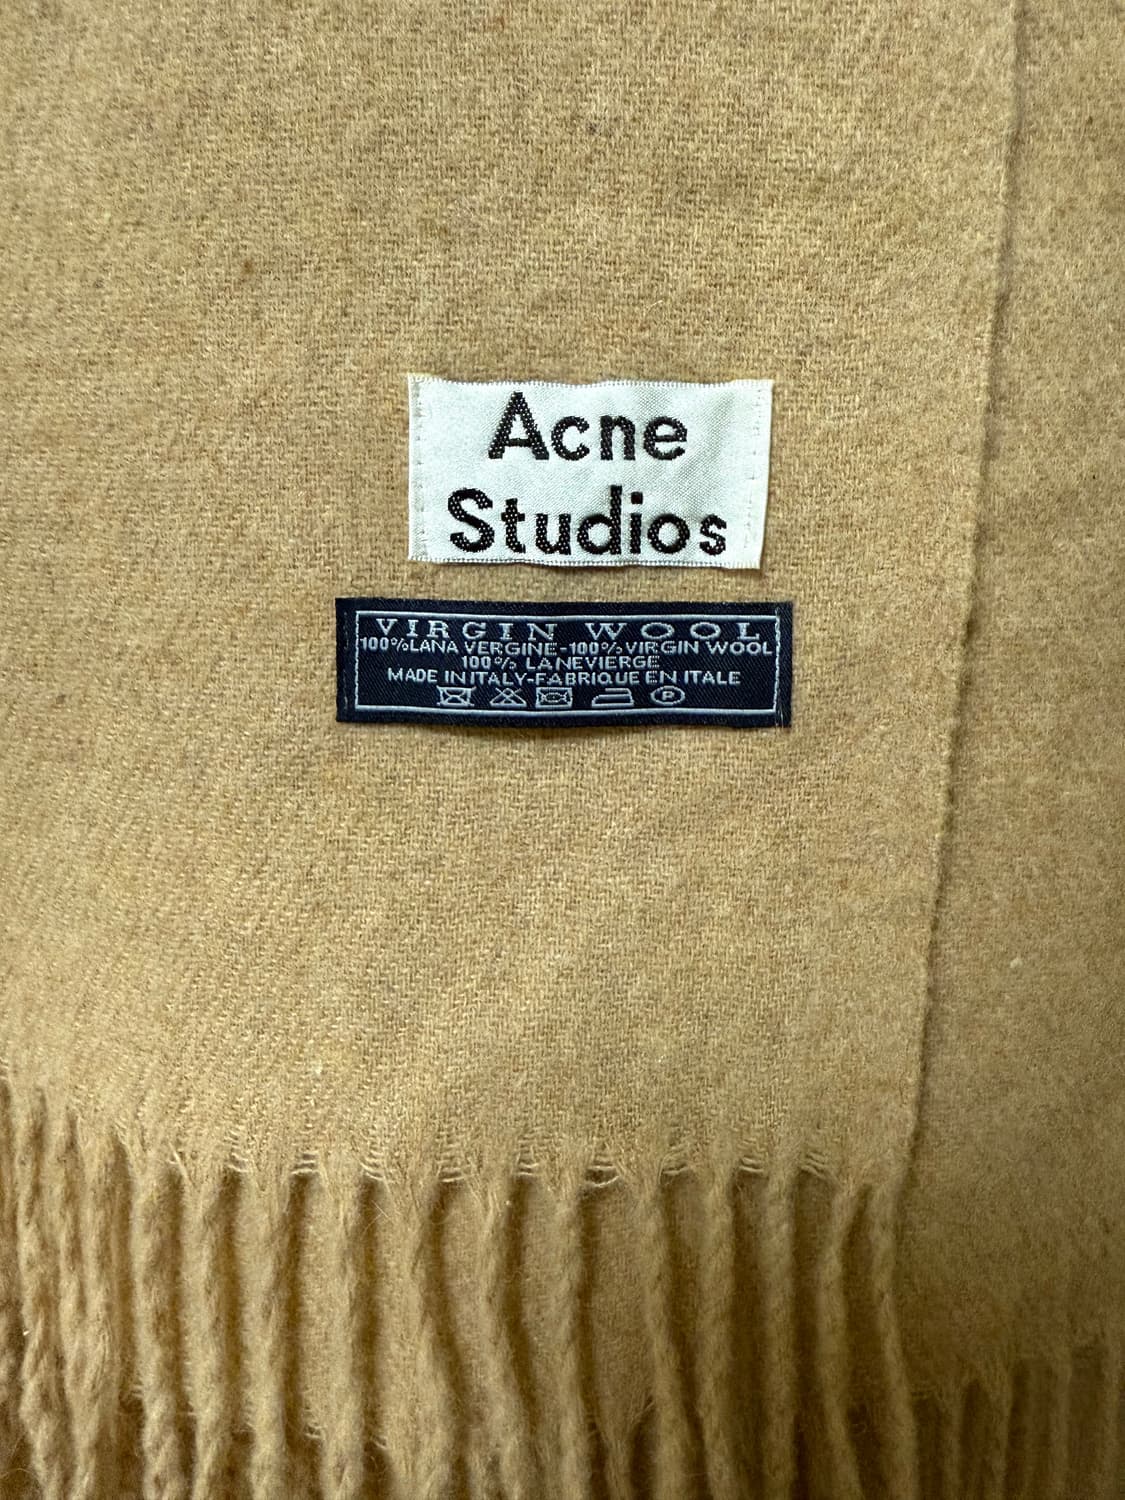 Acne
Studios
VIRGIN WOOL
100%LANA VERGINE-100%VIRGIN WOOL
100% LANEVIERGE
MADE IN ITALY-FABRIQUE EN ITALE
P